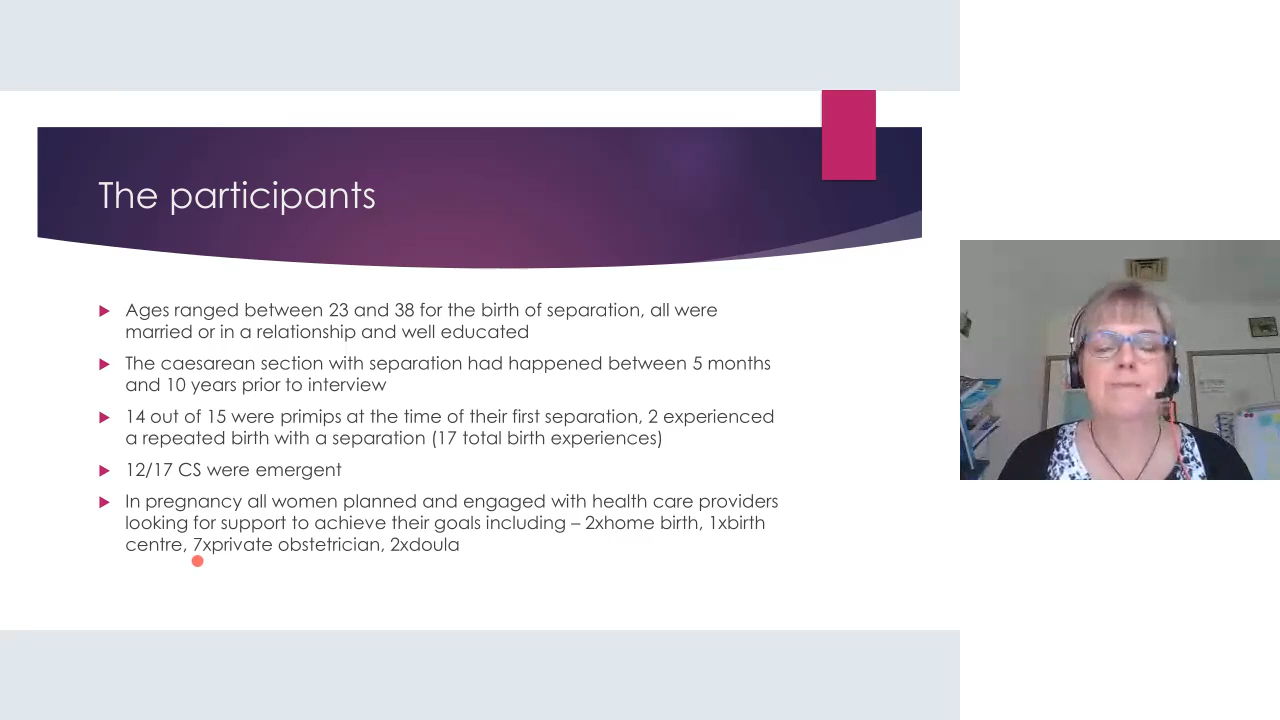 The participants
Ages ranged between 23 and 38 for the birth of separation, all were
married or in a relationship and well educated
The caesarean section with separation had happened between 5 months
and 10 years prior to interview
14 out of 15 were primips at the time of their first separation, 2 experienced
a repeated birth with a separation (17 total birth experiences)
12/17 CS were emergent
In pregnancy all women planned and engaged with health care providers
looking for support to achieve their goals including – 2xhome birth, 1xbirth
centre, 7xprivate obstetrician, 2xdoula